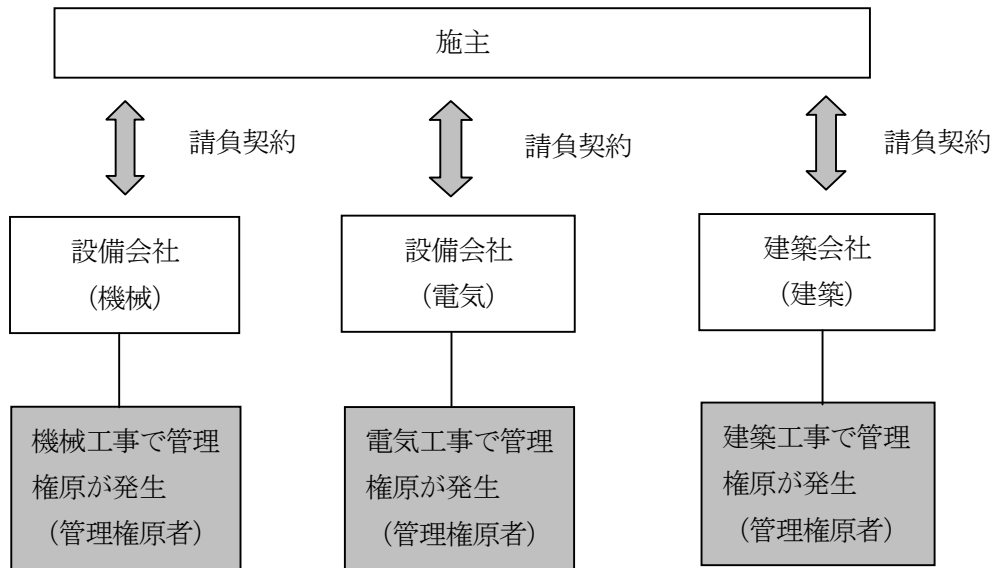 施主
請負契約
請負契約
請負契約
設備会社
（機械）
設備会社
（電気）
建築会社
（建築）
機械工事で管理
権原が発生
（管理権原者）
電気工事で管理
権原が発生
（管理権原者）
建築工事で管理
権原が発生
（管理権原者）